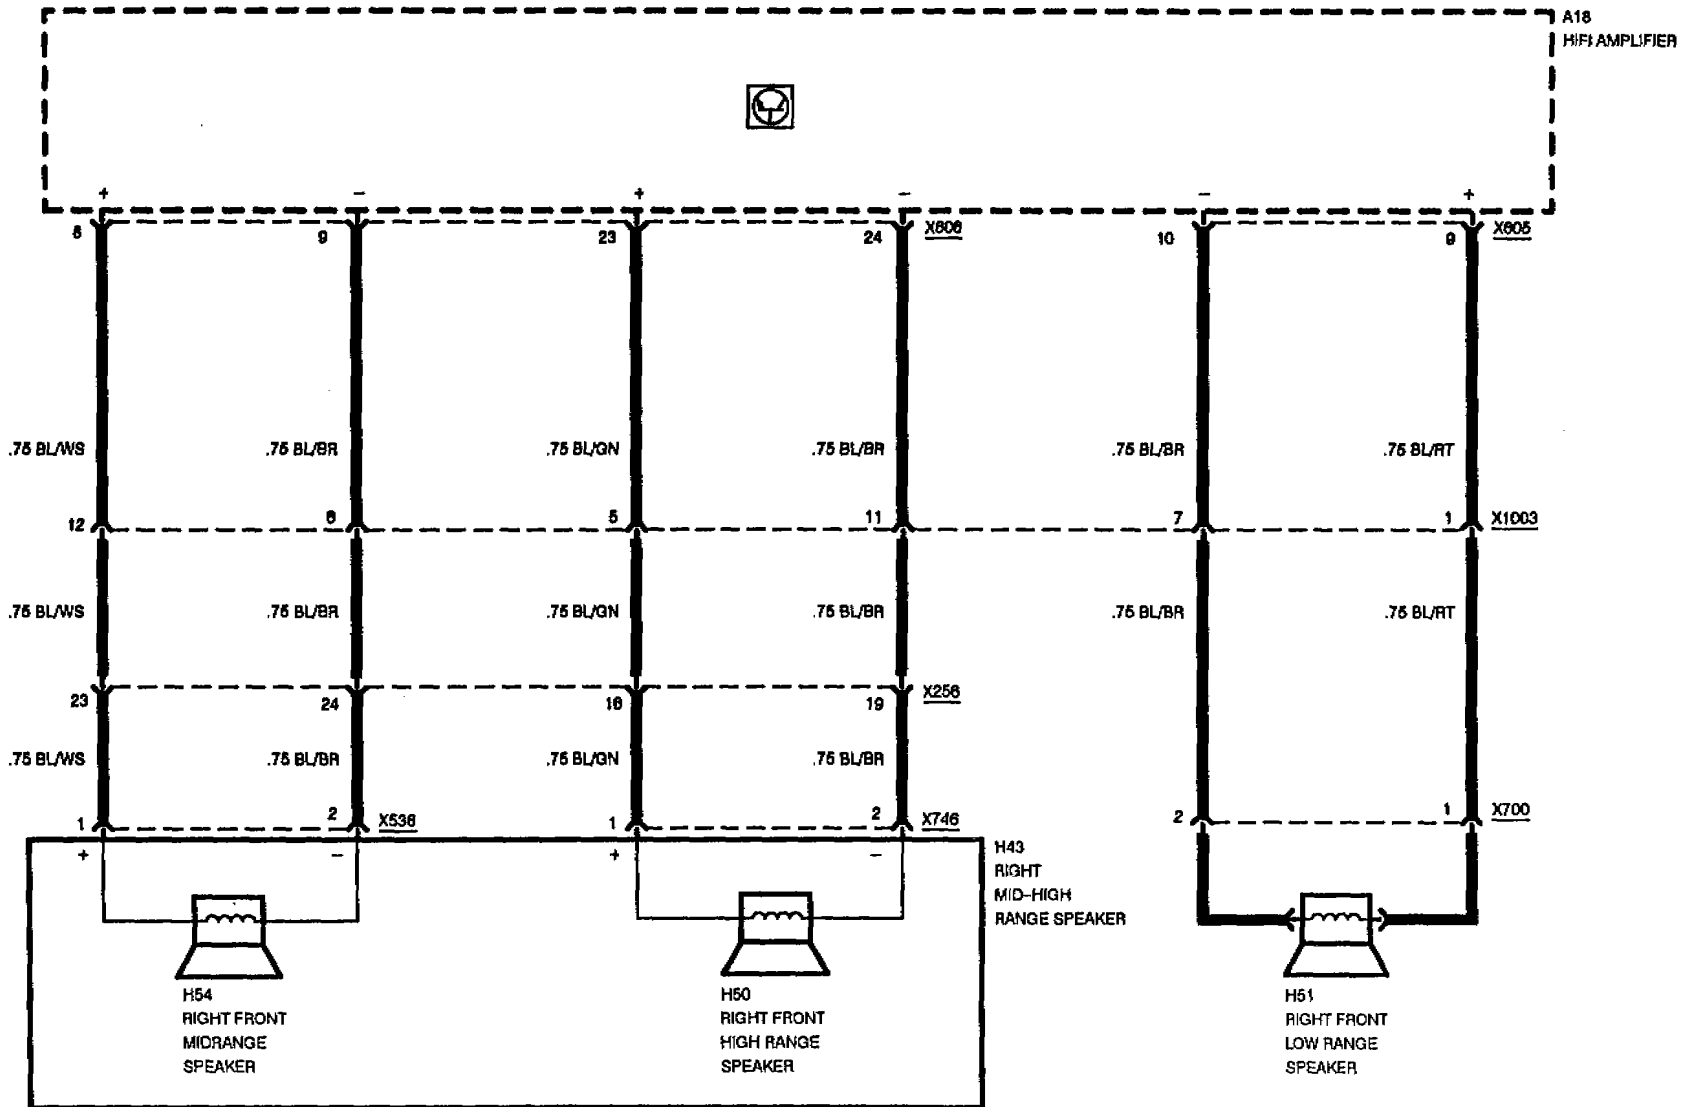 A18
HIFI AMPLIFIER
+ − + − − +
9 23 24 X606 10 9 X605
.75 BL/WS .75 BL/BR .75 BL/GN .75 BL/BR .75 BL/BR .75 BL/RT
12 5 11 7 1 X1003
.75 BL/WS .75 BL/BR .75 BL/GN .75 BL/BR .75 BL/BR .75 BL/RT
23 24 19 X256
.75 BL/WS .75 BL/BR .75 BL/GN .75 BL/BR
1 2 X536 1 2 X746 2 1 X700
+ − + −
H43
RIGHT
MID-HIGH
RANGE SPEAKER
H54
RIGHT FRONT
MIDRANGE
SPEAKER
H50
RIGHT FRONT
HIGH RANGE
SPEAKER
H51
RIGHT FRONT
LOW RANGE
SPEAKER